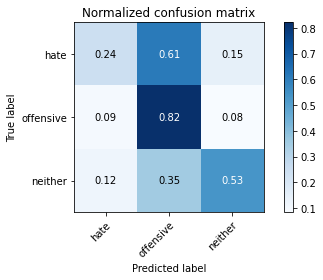 Normalized confusion matrix
hate 0.24 0.61 0.15
offensive 0.09 0.82 0.08
neither 0.12 0.35 0.53
True label
hate offensive neither
Predicted label
0.8
0.7
0.6
0.5
0.4
0.3
0.2
0.1